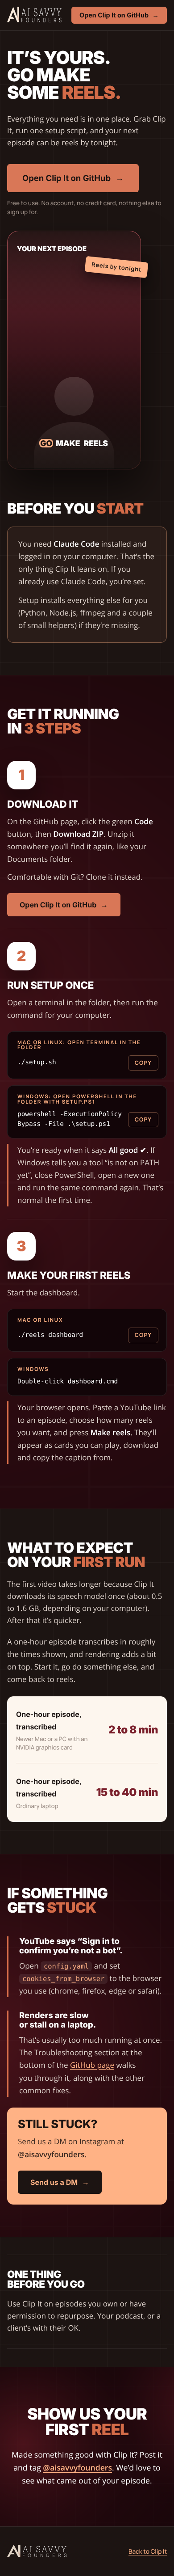 AI SAVVY
FOUNDERS
Open Clip It on GitHub →
IT'S YOURS.
GO MAKE
SOME REELS.
Everything you need is in one place. Grab Clip
It, run one setup script, and your next
episode can be reels by tonight.
Open Clip It on GitHub →
Free to use. No account, no credit card, nothing else to
sign up for.
YOUR NEXT EPISODE
Reels by tonight
GO MAKE REELS
BEFORE YOU START
You need Claude Code installed and
logged in on your computer. That's the
only thing Clip It leans on. If you
already use Claude Code, you're set.
Setup installs everything else for you
(Python, Node.js, ffmpeg and a couple
of small helpers) if they're missing.
GET IT RUNNING
IN 3 STEPS
1
DOWNLOAD IT
On the GitHub page, click the green Code
button, then Download ZIP. Unzip it
somewhere you'll find it again, like your
Documents folder.
Comfortable with Git? Clone it instead.
Open Clip It on GitHub →
2
RUN SETUP ONCE
Open a terminal in the folder, then run the
command for your computer.
MAC OR LINUX: OPEN TERMINAL IN THE
FOLDER
./setup.sh
COPY
WINDOWS: OPEN POWERSHELL IN THE
FOLDER WITH SETUP.PS1
powershell -ExecutionPolicy
Bypass -File .\setup.ps1
COPY
You're ready when it says All good ✔. If
Windows tells you a tool “is not on PATH
yet”, close PowerShell, open a new one
and run the same command again. That's
normal the first time.
3
MAKE YOUR FIRST REELS
Start the dashboard.
MAC OR LINUX
./reels dashboard
COPY
WINDOWS
Double-click dashboard.cmd
Your browser opens. Paste a YouTube link
to an episode, choose how many reels
you want, and press Make reels. They'll
appear as cards you can play, download
and copy the caption from.
WHAT TO EXPECT
ON YOUR FIRST RUN
The first video takes longer because Clip It
downloads its speech model once (about 0.5
to 1.6 GB, depending on your computer).
After that it's quicker.
A one-hour episode transcribes in roughly
the times shown, and rendering adds a bit
on top. Start it, go do something else, and
come back to reels.
One-hour episode,
transcribed
Newer Mac or a PC with an
NVIDIA graphics card
2 to 8 min
One-hour episode,
transcribed
Ordinary laptop
15 to 40 min
IF SOMETHING
GETS STUCK
YouTube says “Sign in to
confirm you're not a bot”.
Open config.yaml and set
cookies_from_browser to the browser
you use (chrome, firefox, edge or safari).
Renders are slow
or stall on a laptop.
That's usually too much running at once.
The Troubleshooting section at the
bottom of the GitHub page walks
you through it, along with the other
common fixes.
STILL STUCK?
Send us a DM on Instagram at
@aisavvyfounders.
Send us a DM →
ONE THING
BEFORE YOU GO
Use Clip It on episodes you own or have
permission to repurpose. Your podcast, or a
client's with their OK.
SHOW US YOUR
FIRST REEL
Made something good with Clip It? Post it
and tag @aisavvyfounders. We'd love to
see what came out of your episode.
AI SAVVY
FOUNDERS
Back to Clip It